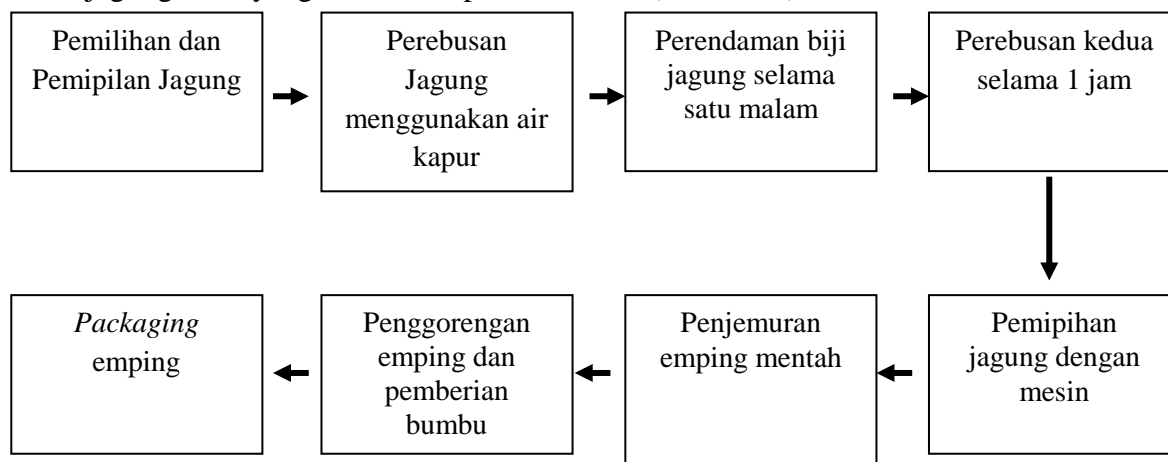 Pemilihan dan
Pemipilan Jagung
Perebusan
Jagung
menggunakan air
kapur
Perendaman biji
jagung selama
satu malam
Perebusan kedua
selama 1 jam
Pemipihan
jagung dengan
mesin
Penjemuran
emping mentah
Penggorengan
emping dan
pemberian
bumbu
Packaging
emping